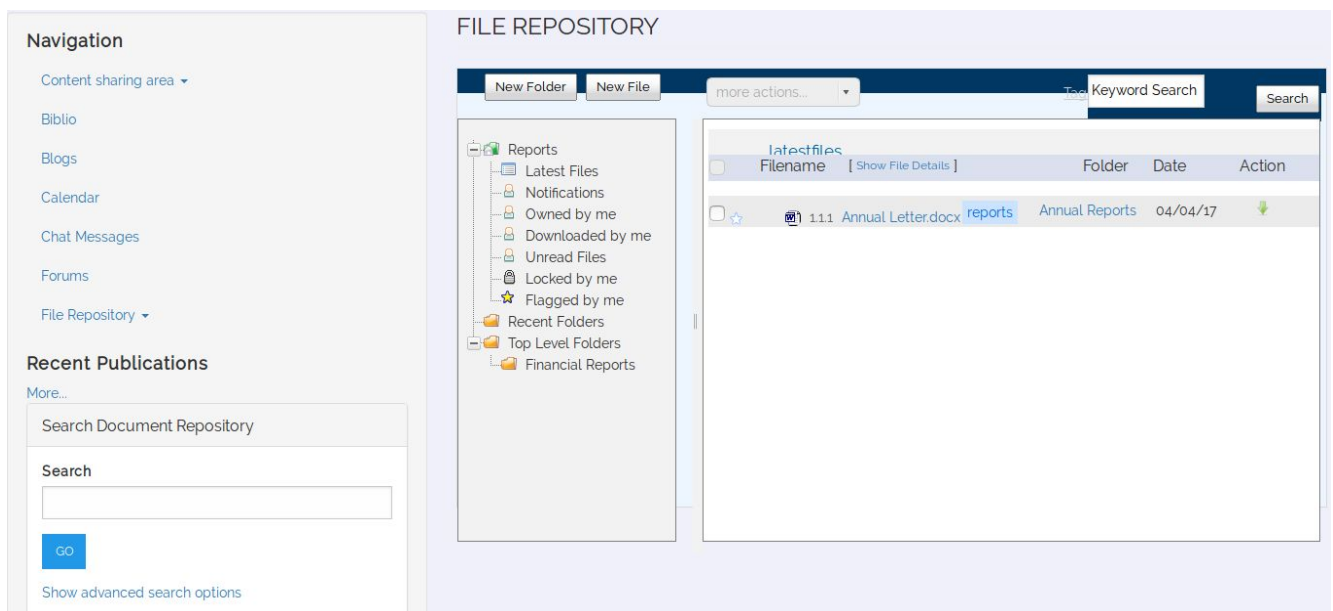 Navigation
Content sharing area
Biblio
Blogs
Calendar
Chat Messages
Forums
File Repository
Recent Publications
More...
Search Document Repository
Search
GO
Show advanced search options
FILE REPOSITORY
New Folder New File more actions... Tag Keyword Search Search
Reports
Latest Files
Notifications
Owned by me
Downloaded by me
Unread Files
Locked by me
Flagged by me
Recent Folders
Top Level Folders
Financial Reports
latestfiles
Filename [ Show File Details ] Folder Date Action
1.1.1 Annual Letter.docx reports Annual Reports 04/04/17